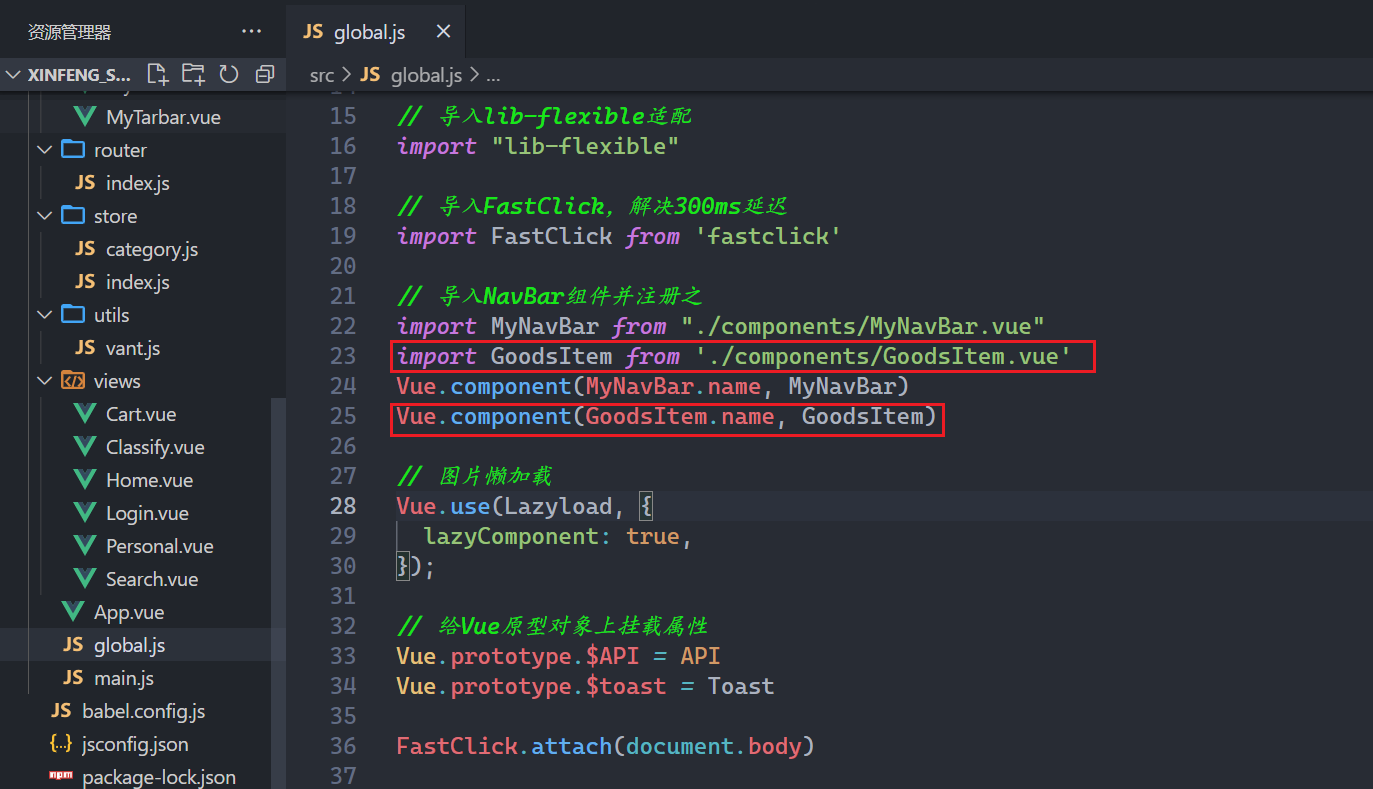 资源管理器
···
JS global.js ×
XINFENG_S...
src > JS global.js > ...
MyTarbar.vue
router
JS index.js
store
JS category.js
JS index.js
utils
JS vant.js
views
Cart.vue
Classify.vue
Home.vue
Login.vue
Personal.vue
Search.vue
App.vue
JS global.js
JS main.js
JS babel.config.js
{..} jsconfig.json
npm package-lock.json
15 // 导入lib-flexible适配
16 import "lib-flexible"
17
18 // 导入FastClick，解决300ms延迟
19 import FastClick from 'fastclick'
20
21 // 导入NavBar组件并注册之
22 import MyNavBar from "./components/MyNavBar.vue"
23 import GoodsItem from './components/GoodsItem.vue'
24 Vue.component(MyNavBar.name, MyNavBar)
25 Vue.component(GoodsItem.name, GoodsItem)
26
27 // 图片懒加载
28 Vue.use(Lazyload, {
29 lazyComponent: true,
30 });
31
32 // 给Vue原型对象上挂载属性
33 Vue.prototype.$API = API
34 Vue.prototype.$toast = Toast
35
36 FastClick.attach(document.body)
37